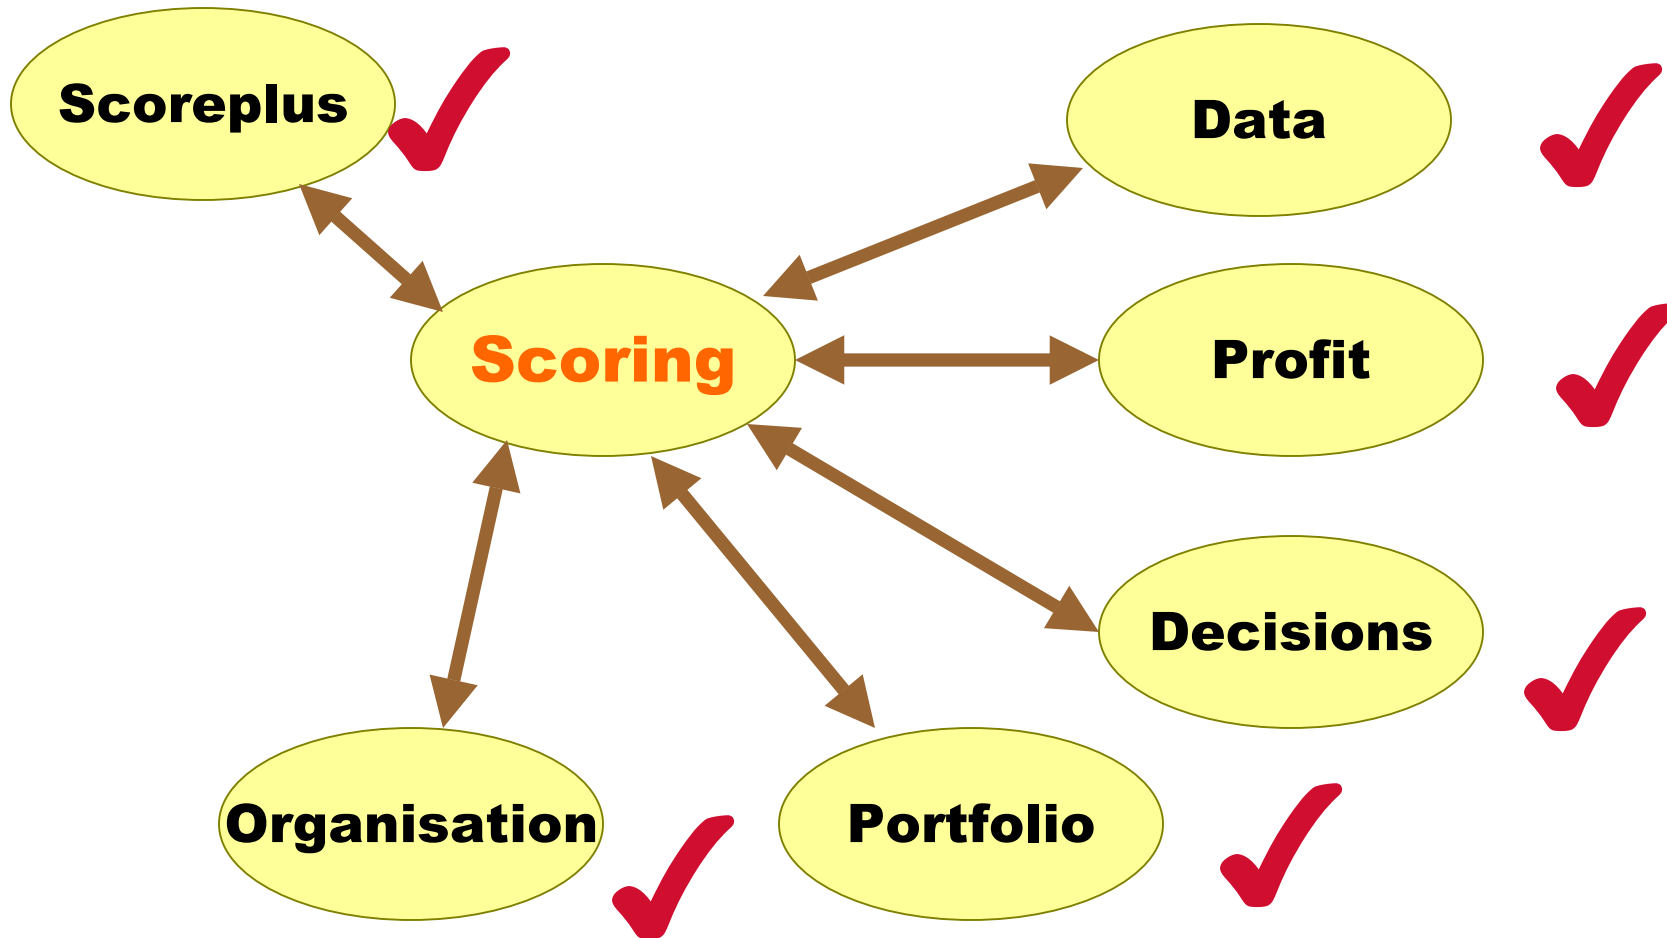 Scoreplus
Data
Scoring
Profit
Decisions
Organisation
Portfolio